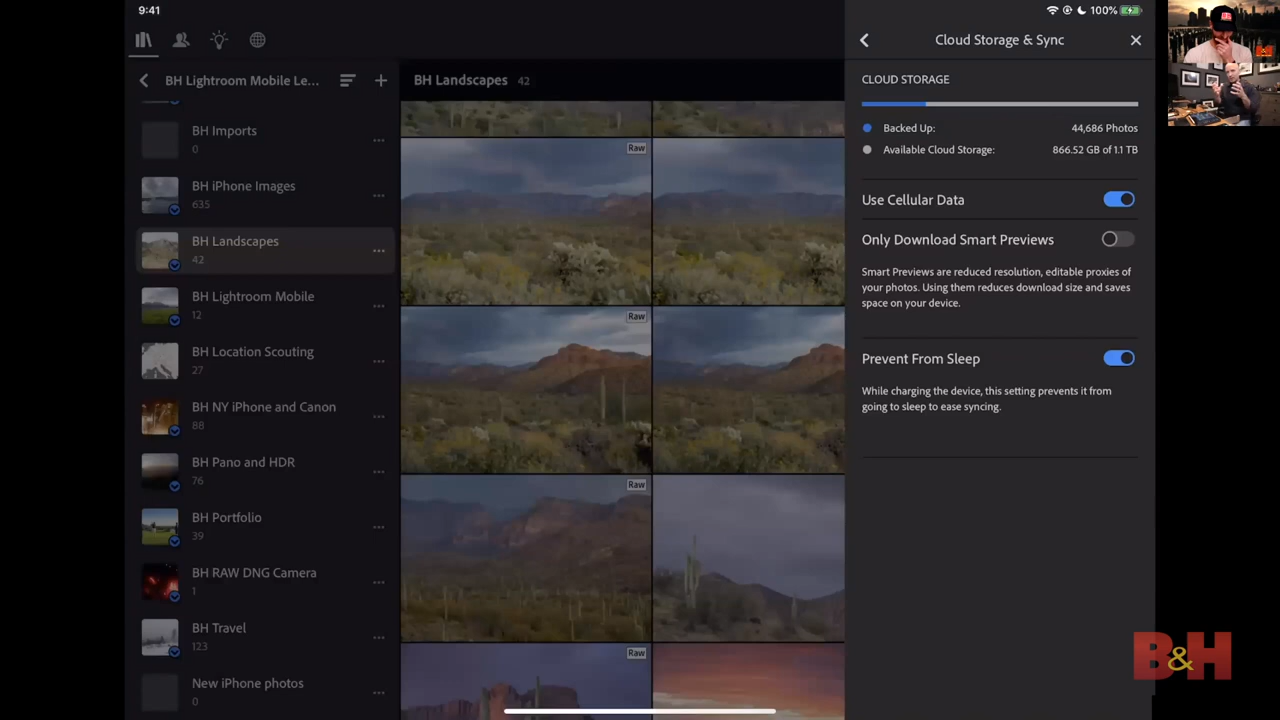 9:41
100%
BH Lightroom Mobile Le...
BH Imports
0
BH iPhone Images
635
BH Landscapes
42
BH Lightroom Mobile
12
BH Location Scouting
27
BH NY iPhone and Canon
88
BH Pano and HDR
76
BH Portfolio
39
BH RAW DNG Camera
1
BH Travel
123
New iPhone photos
0
BH Landscapes 42
Raw
Raw
Raw
Raw
Cloud Storage & Sync
CLOUD STORAGE
Backed Up: 44,686 Photos
Available Cloud Storage: 866.52 GB of 1.1 TB
Use Cellular Data
Only Download Smart Previews
Smart Previews are reduced resolution, editable proxies of
your photos. Using them reduces download size and saves
space on your device.
Prevent From Sleep
While charging the device, this setting prevents it from
going to sleep to ease syncing.
B&H